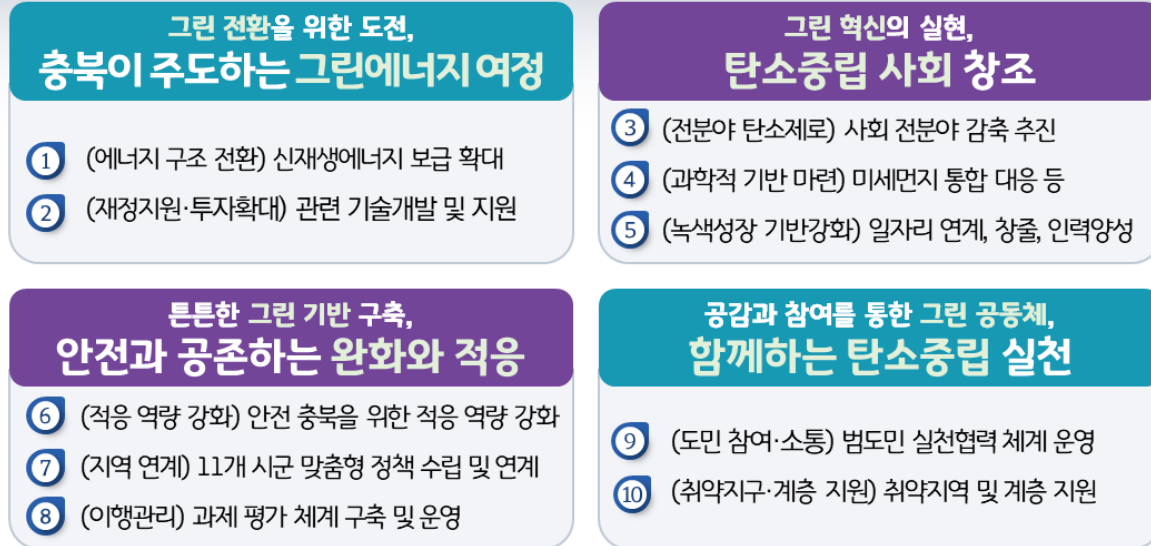 그린 전환을 위한 도전,
충북이 주도하는 그린에너지 여정
1 (에너지 구조 전환) 신재생에너지 보급 확대
2 (재정지원·투자확대) 관련 기술개발 및 지원
그린 혁신의 실현,
탄소중립 사회 창조
3 (전분야 탄소제로) 사회 전분야 감축 추진
4 (과학적 기반 마련) 미세먼지 통합 대응 등
5 (녹색성장 기반강화) 일자리 연계, 창줄, 인력양성
튼튼한 그린 기반 구축,
안전과 공존하는 완화와 적응
6 (적응 역량 강화) 안전 충북을 위한 적응 역량 강화
7 (지역 연계) 11개 시군 맞춤형 정책 수립 및 연계
8 (이행관리) 과제 평가 체계 구축 및 운영
공감과 참여를 통한 그린 공동체,
함께하는 탄소중립 실천
9 (도민 참여·소통) 범도민 실천협력 체계 운영
10 (취약지구·계층 지원) 취약지역 및 계층 지원